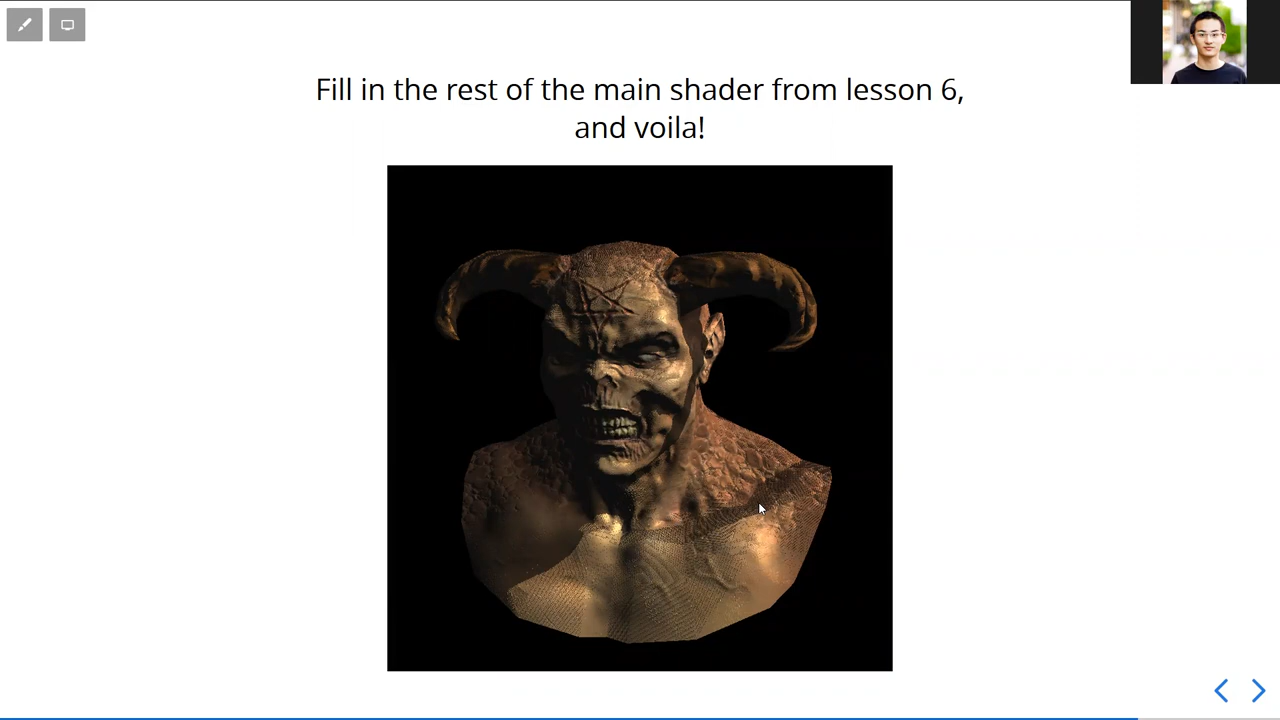 Fill in the rest of the main shader from lesson 6,
and voila!